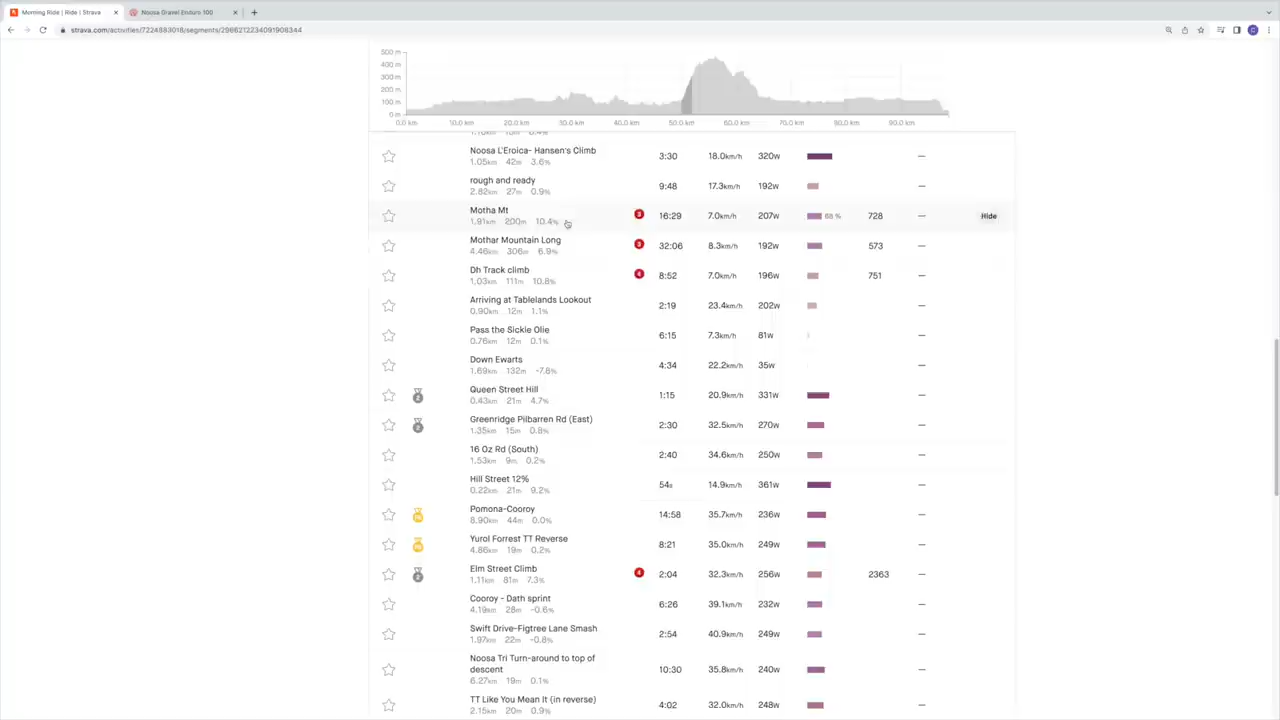 Morning Ride | Ride | Strava
Noosa Gravel Enduro 100
strava.com/activities/7224883018/segments/2966212234091908344
500 m
400 m
300 m
200 m
100 m
0 m
0.0 km 10.0 km 20.0 km 30.0 km 40.0 km 50.0 km 60.0 km 70.0 km 80.0 km 90.0 km
Noosa L'Eroica- Hansen's Climb
1.05km 42m 3.6%
3:30 18.0km/h 320W —
rough and ready
2.82km 27m 0.9%
9:48 17.3km/h 192W —
Motha Mt
1.91km 200m 10.4%
3 16:29 7.0km/h 207W 68 % 728 — Hide
Mothar Mountain Long
4.46km 306m 6.9%
3 32:06 8.3km/h 192W 573 —
Dh Track climb
1.03km 111m 10.8%
4 8:52 7.0km/h 196W 751 —
Arriving at Tablelands Lookout
0.90km 12m 1.1%
2:19 23.4km/h 202W —
Pass the Sickie Olie
0.76km 12m 0.1%
6:15 7.3km/h 81W —
Down Ewarts
1.69km 132m -7.8%
4:34 22.2km/h 35W —
Queen Street Hill
0.43km 21m 4.7%
2 1:15 20.9km/h 331W —
Greenridge Pilbarren Rd (East)
1.35km 15m 0.8%
2:30 32.5km/h 270W —
16 Oz Rd (South)
1.53km 9m 0.2%
2:40 34.6km/h 250W —
Hill Street 12%
0.22km 21m 9.2%
54s 14.9km/h 361W —
Pomona-Cooroy
8.90km 44m 0.0%
14:58 35.7km/h 236W —
Yurol Forrest TT Reverse
4.86km 19m 0.2%
8:21 35.0km/h 249W —
Elm Street Climb
1.11km 81m 7.3%
2 4 2:04 32.3km/h 256W 2363 —
Cooroy - Dath sprint
4.19km 28m -0.6%
6:26 39.1km/h 232W —
Swift Drive-Figtree Lane Smash
1.97km 22m -0.8%
2:54 40.9km/h 249W —
Noosa Tri Turn-around to top of
descent
6.27km 19m 0.1%
10:30 35.8km/h 240W —
TT Like You Mean It (in reverse)
2.15km 20m 0.9%
4:02 32.0km/h 248W —